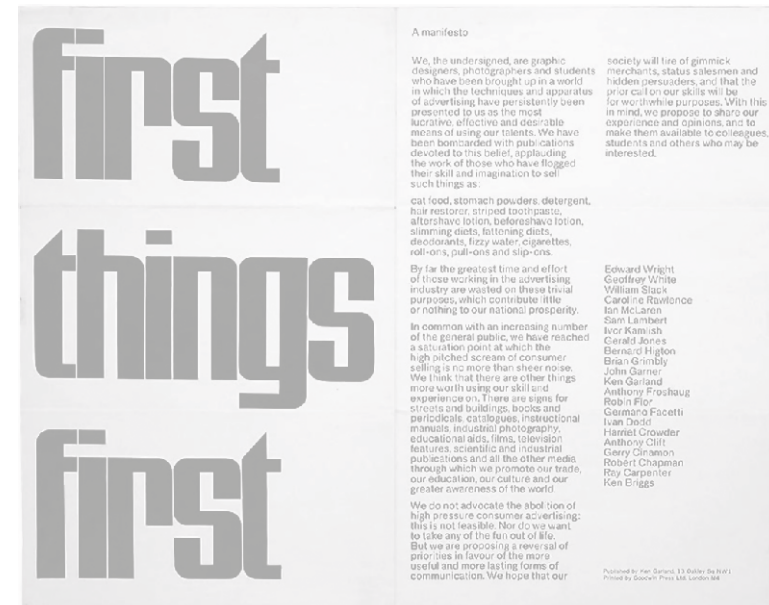 first
things
first
A manifesto
We, the undersigned, are graphic
designers, photographers and students
who have been brought up in a world
in which the techniques and apparatus
of advertising have persistently been
presented to us as the most
lucrative, effective and desirable
means of using our talents. We have
been bombarded with publications
devoted to this belief, applauding
the work of those who have flogged
their skill and imagination to sell
such things as:
cat food, stomach powders, detergent,
hair restorer, striped toothpaste,
aftershave lotion, beforeshave lotion,
slimming diets, fattening diets,
deodorants, fizzy water, cigarettes,
roll-ons, pull-ons and slip-ons.
By far the greatest time and effort
of those working in the advertising
industry are wasted on these trivial
purposes, which contribute little
or nothing to our national prosperity.
In common with an increasing number
of the general public, we have reached
a saturation point at which the
high pitched scream of consumer
selling is no more than sheer noise.
We think that there are other things
more worth using our skill and
experience on. There are signs for
streets and buildings, books and
periodicals, catalogues, instructional
manuals, industrial photography,
educational aids, films, television
features, scientific and industrial
publications and all the other media
through which we promote our trade,
our education, our culture and our
greater awareness of the world.
We do not advocate the abolition of
high pressure consumer advertising:
this is not feasible. Nor do we want
to take any of the fun out of life.
But we are proposing a reversal of
priorities in favour of the more
useful and more lasting forms of
communication. We hope that our
society will tire of gimmick
merchants, status salesmen and
hidden persuaders, and that the
prior call on our skills will be
for worthwhile purposes. With this
in mind, we propose to share our
experience and opinions, and to
make them available to colleagues,
students and others who may be
interested.
Edward Wright
Geoffrey White
William Slack
Caroline Rawlence
Ian McLaren
Sam Lambert
Ivor Kamlish
Gerald Jones
Bernard Higton
Brian Grimbly
John Garner
Ken Garland
Anthony Froshaug
Robin Fior
Germano Facetti
Ivan Dodd
Harriet Crowder
Anthony Clift
Gerry Cinamon
Robert Chapman
Ray Carpenter
Ken Briggs
Published by Ken Garland, 13 Oakley Sq NW1
Printed by Goodwin Press Ltd. London N4